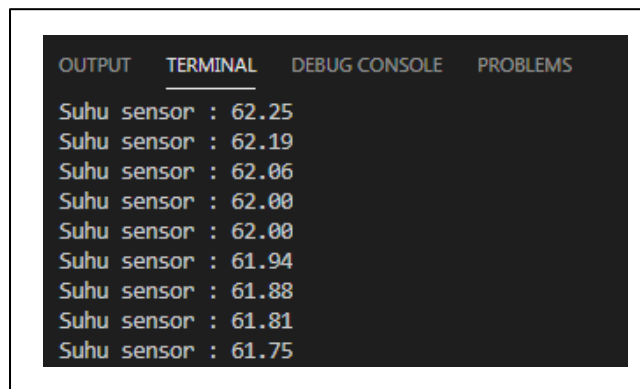 OUTPUT TERMINAL DEBUG CONSOLE PROBLEMS
Suhu sensor : 62.25
Suhu sensor : 62.19
Suhu sensor : 62.06
Suhu sensor : 62.00
Suhu sensor : 62.00
Suhu sensor : 61.94
Suhu sensor : 61.88
Suhu sensor : 61.81
Suhu sensor : 61.75